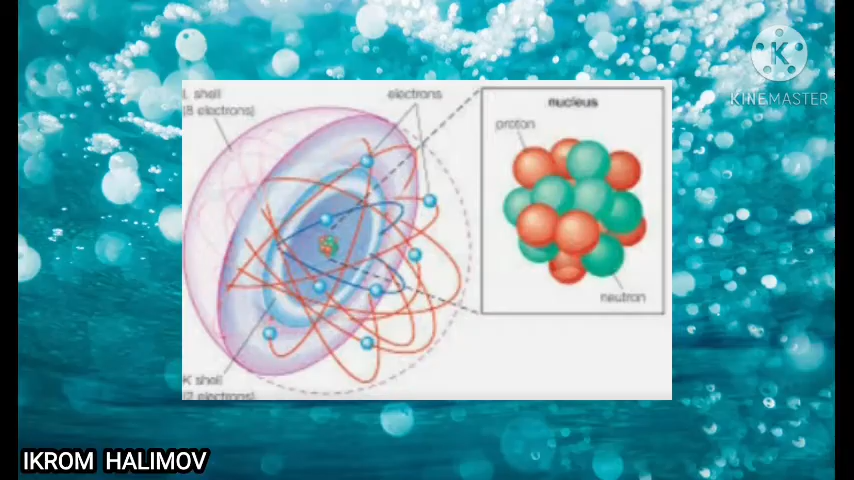 L shell
(8 electrons)
electrons
nucleus
proton
neutron
K shell
(2 electrons)
K
KINEMASTER
IKROM HALIMOV